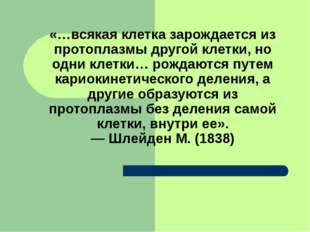 «…всякая клетка зарождается из
протоплазмы другой клетки, но
одни клетки… рождаются путем
кариокинетического деления, а
другие образуются из
протоплазмы без деления самой
клетки, внутри ее».
— Шлейден М. (1838)